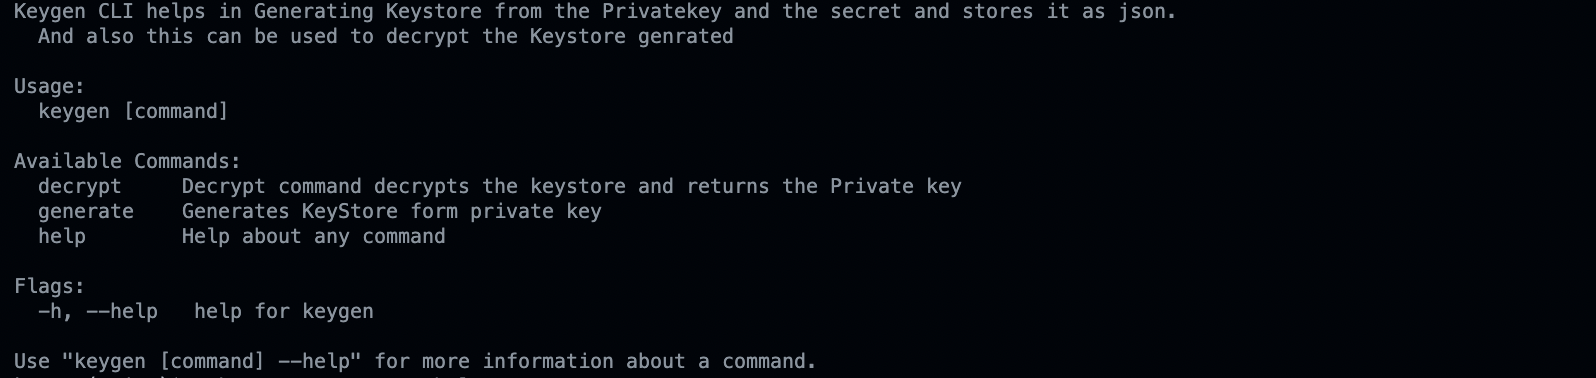 Keygen CLI helps in Generating Keystore from the Privatekey and the secret and stores it as json.
And also this can be used to decrypt the Keystore genrated
Usage:
keygen [command]
Available Commands:
decrypt     Decrypt command decrypts the keystore and returns the Private key
generate    Generates KeyStore form private key
help        Help about any command
Flags:
-h, --help   help for keygen
Use "keygen [command] --help" for more information about a command.